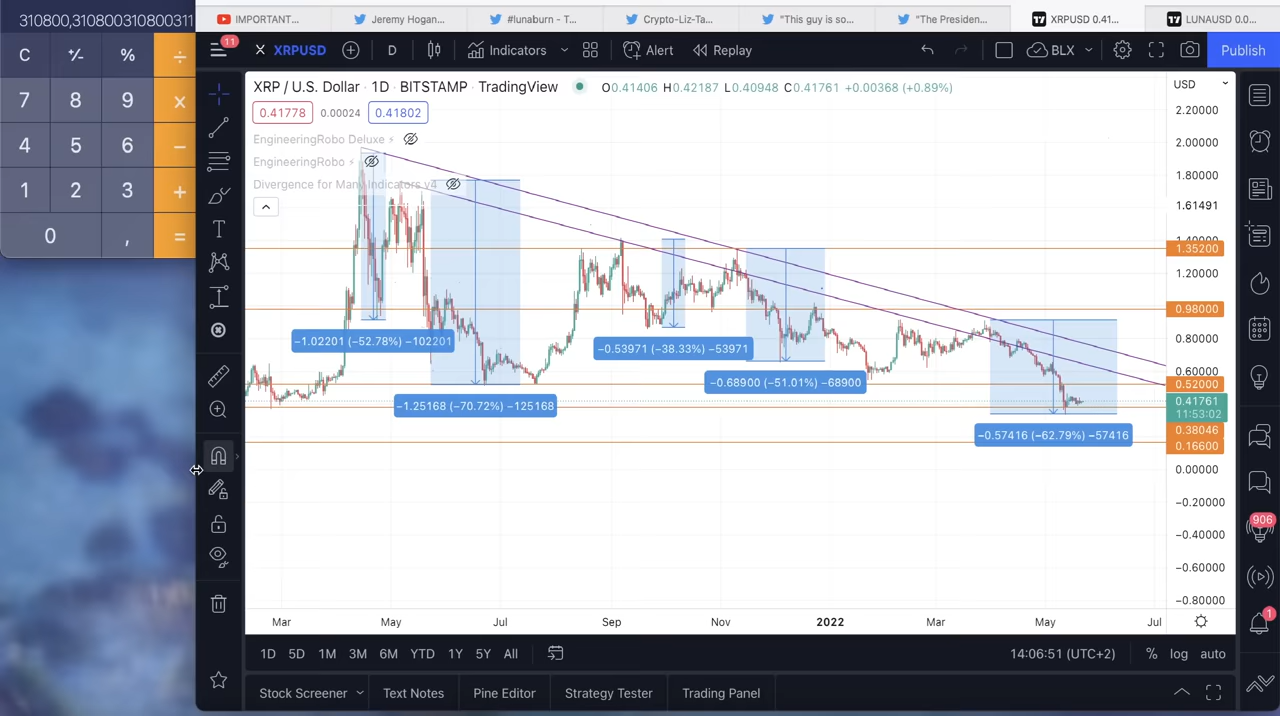 310800,310800310800311
C +⁄- % ÷
7 8 9 ×
4 5 6 −
1 2 3 +
0 , =
IMPORTANT...
Jeremy Hogan...
#lunaburn - T...
Crypto-Liz-Ta...
"This guy is so...
"The Presiden...
XRPUSD 0.41...
LUNAUSD 0.0...
11
XRPUSD
D
Indicators
Alert
Replay
BLX
Publish
XRP / U.S. Dollar · 1D · BITSTAMP · TradingView
O0.41406 H0.42187 L0.40948 C0.41761 +0.00368 (+0.89%)
USD
0.41778 0.00024 0.41802
EngineeringRobo Deluxe
EngineeringRobo
Divergence for Many Indicators v4
−1.02201 (−52.78%) −102201
−1.25168 (−70.72%) −125168
−0.53971 (−38.33%) −53971
−0.68900 (−51.01%) −68900
−0.57416 (−62.79%) −57416
2.20000
2.00000
1.80000
1.61491
1.40000
1.35200
1.20000
0.98000
0.80000
0.60000
0.52000
0.41761
11:53:02
0.38046
0.16600
0.00000
−0.20000
−0.40000
−0.60000
−0.80000
906
1
Mar May Jul Sep Nov 2022 Mar May Jul
1D 5D 1M 3M 6M YTD 1Y 5Y All
14:06:51 (UTC+2) % log auto
Stock Screener Text Notes Pine Editor Strategy Tester Trading Panel